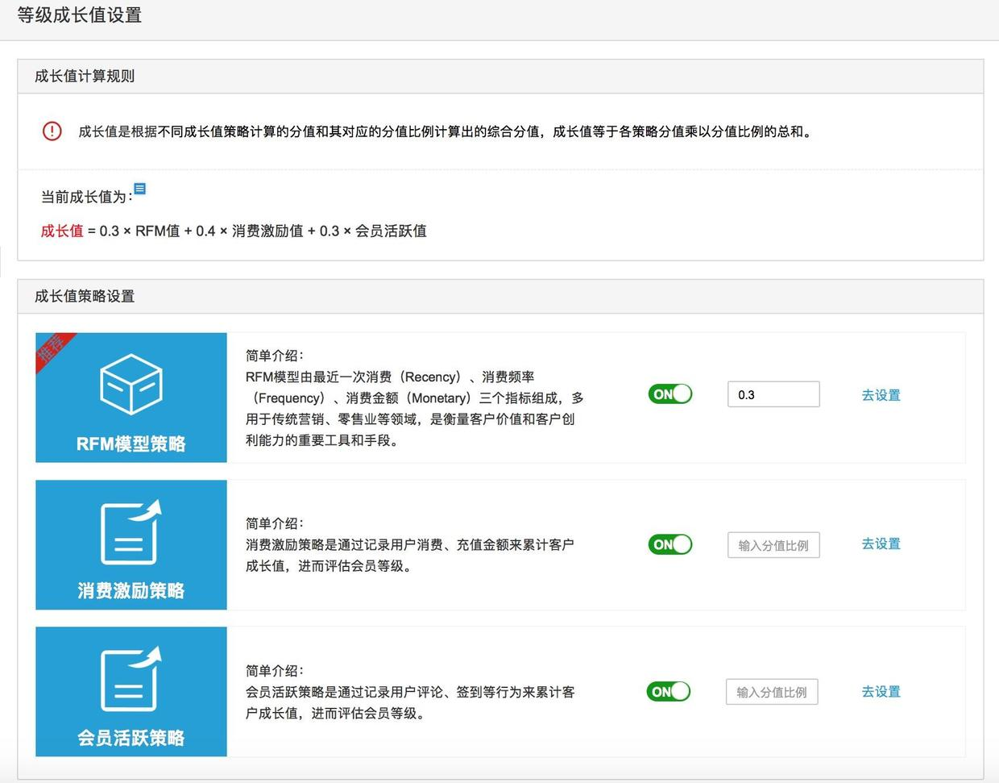 等级成长值设置
成长值计算规则
成长值是根据不同成长值策略计算的分值和其对应的分值比例计算出的综合分值，成长值等于各策略分值乘以分值比例的总和。
当前成长值为：
成长值 = 0.3 × RFM值 + 0.4 × 消费激励值 + 0.3 × 会员活跃值
成长值策略设置
推荐
RFM模型策略
简单介绍：
RFM模型由最近一次消费（Recency）、消费频率
（Frequency）、消费金额（Monetary）三个指标组成，多
用于传统营销、零售业等领域，是衡量客户价值和客户创
利能力的重要工具和手段。
ON
0.3
去设置
消费激励策略
简单介绍：
消费激励策略是通过记录用户消费、充值金额来累计客户
成长值，进而评估会员等级。
ON
输入分值比例
去设置
会员活跃策略
简单介绍：
会员活跃策略是通过记录用户评论、签到等行为来累计客
户成长值，进而评估会员等级。
ON
输入分值比例
去设置